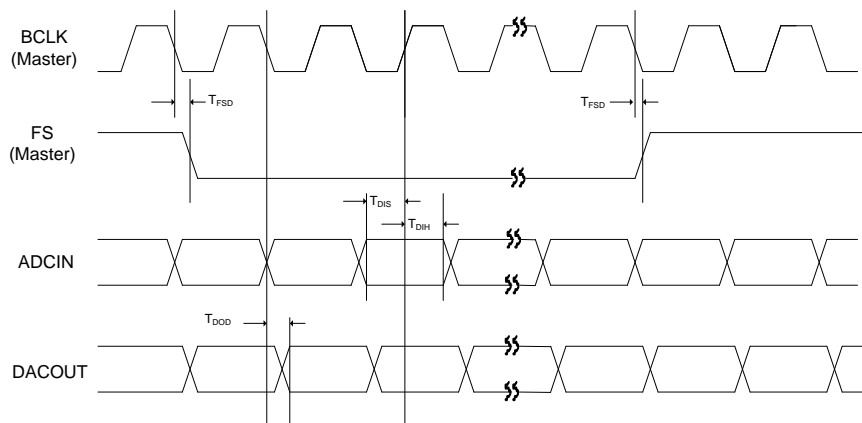 BCLK
(Master)
TFSD
TFSD
FS
(Master)
TDIS
TDIH
ADCIN
TDOD
DACOUT